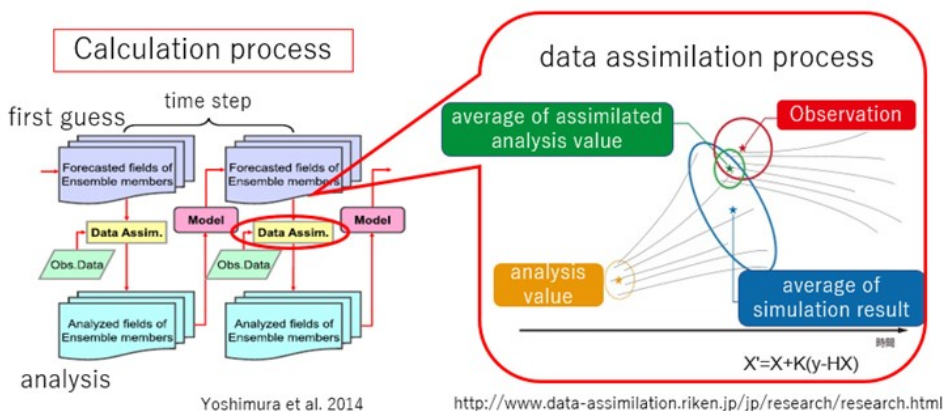 Calculation process
first guess
time step
Forecasted fields of
Ensemble members
Forecasted fields of
Ensemble members
Model
Model
Data Assim.
Data Assim.
Obs.Data
Obs.Data
Analyzed fields of
Ensemble members
Analyzed fields of
Ensemble members
analysis
Yoshimura et al. 2014
data assimilation process
average of assimilated
analysis value
Observation
analysis
value
average of
simulation result
時間
X'=X+K(y-HX)
http://www.data-assimilation.riken.jp/jp/research/research.html